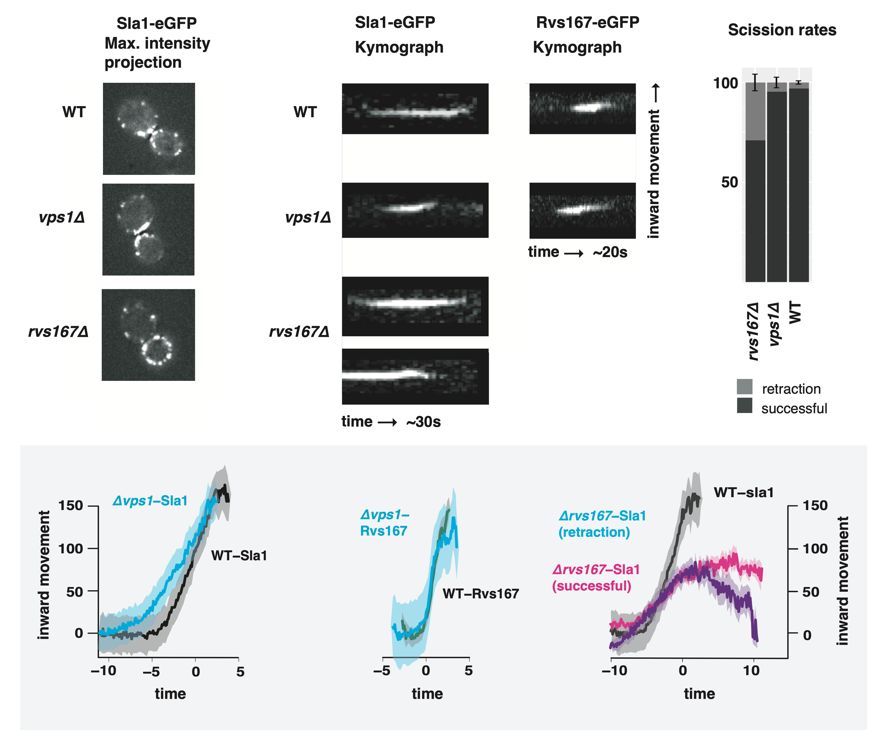 Sla1-eGFP
Max. intensity
projection
Sla1-eGFP
Kymograph
Rvs167-eGFP
Kymograph
Scission rates
WT
vps1Δ
rvs167Δ
WT
vps1Δ
rvs167Δ
time → ~30s
inward movement →
time → ~20s
100
50
rvs167Δ
vps1Δ
WT
retraction
successful
Δvps1–Sla1
WT–Sla1
inward movement
150
100
50
0
−10
−5
0
5
time
Δvps1–
Rvs167
WT–Rvs167
−5
0
5
time
WT–sla1
Δrvs167–Sla1
(retraction)
Δrvs167–Sla1
(successful)
150
100
50
0
inward movement
−10
0
10
time